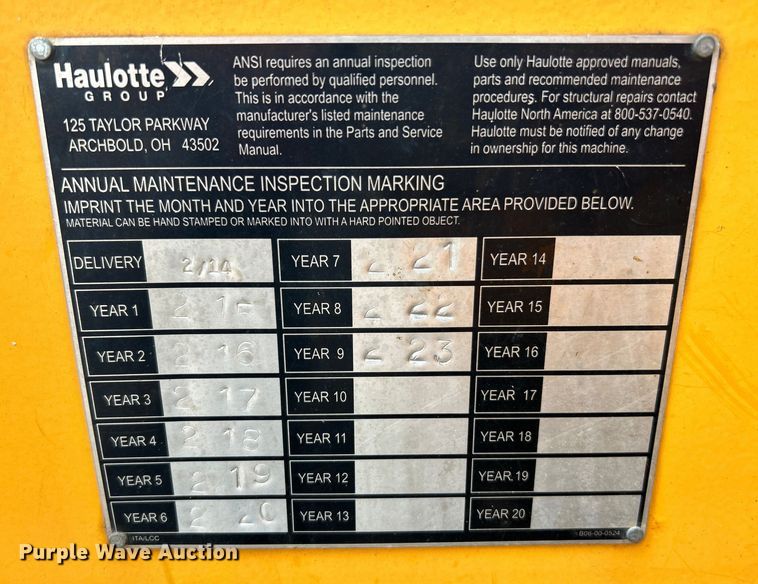 Haulotte
GROUP
125 TAYLOR PARKWAY
ARCHBOLD, OH 43502
ANSI requires an annual inspection
be performed by qualified personnel.
This is in accordance with the
manufacturer's listed maintenance
requirements in the Parts and Service
Manual.
Use only Haulotte approved manuals,
parts and recommended maintenance
procedures. For structural repairs contact
Haylotte North America at 800-537-0540.
Haulotte must be notified of any change
in ownership for this machine.
ANNUAL MAINTENANCE INSPECTION MARKING
IMPRINT THE MONTH AND YEAR INTO THE APPROPRIATE AREA PROVIDED BELOW.
MATERIAL CAN BE HAND STAMPED OR MARKED INTO WITH A HARD POINTED OBJECT.
DELIVERY 2/14
YEAR 1 2
YEAR 2 2 16
YEAR 3 2 17
YEAR 4 2 18
YEAR 5 2 19
YEAR 6 2 20
YEAR 7 2 21
YEAR 8 2 22
YEAR 9 2 23
YEAR 10
YEAR 11
YEAR 12
YEAR 13
YEAR 14
YEAR 15
YEAR 16
YEAR 17
YEAR 18
YEAR 19
YEAR 20
ITA/LCC
B06-00-0524
Purple Wave Auction